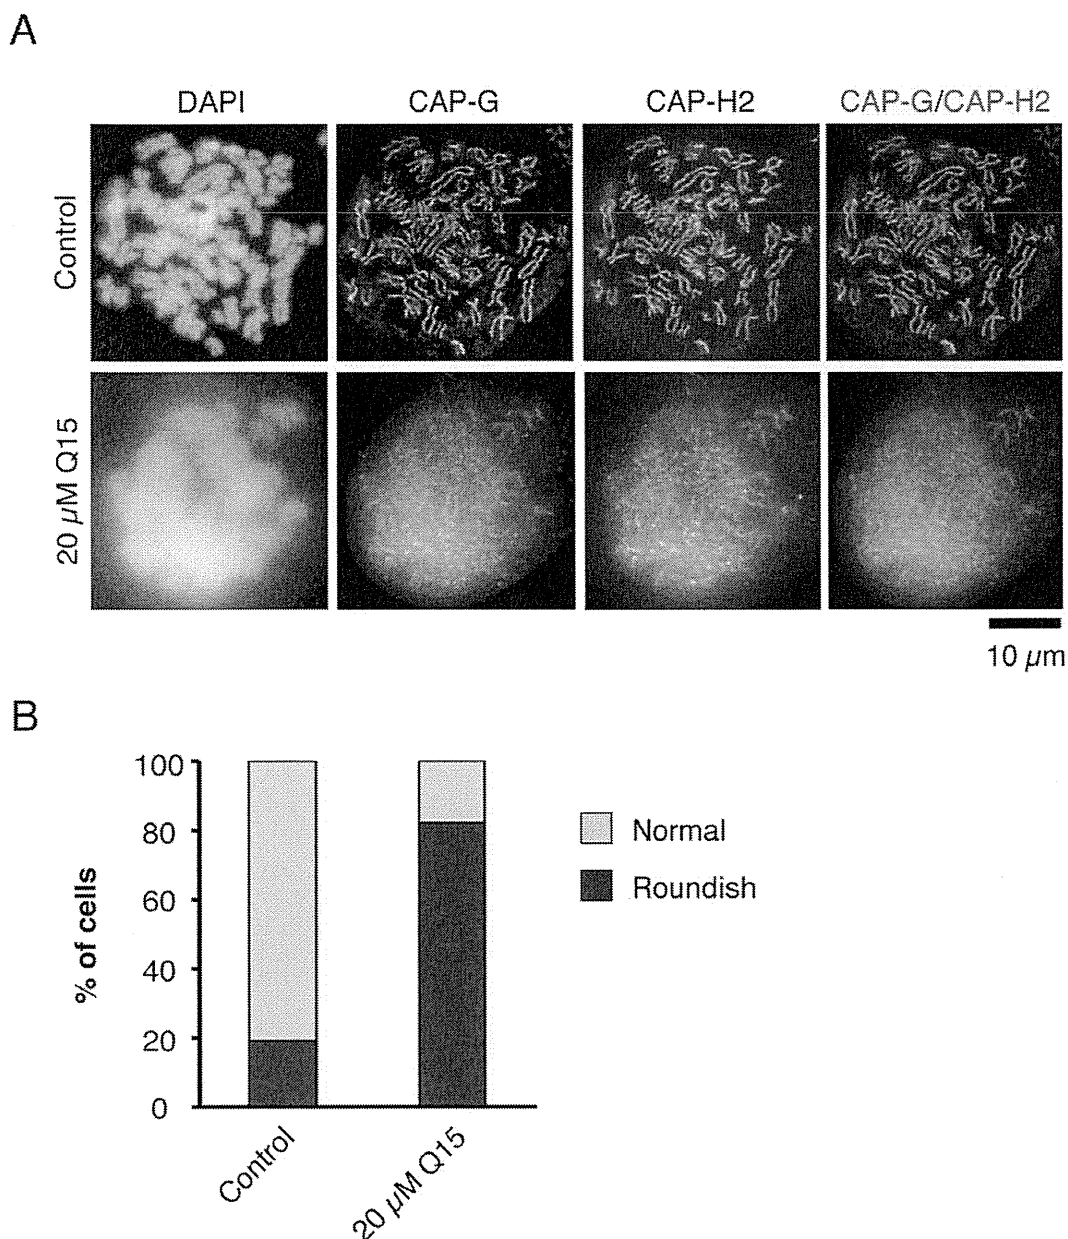 A
DAPI CAP-G CAP-H2 CAP-G/CAP-H2
Control
20 µM Q15
10 µm
B
100
80
60
40
20
0
% of cells
Normal
Roundish
Control
20 µM Q15